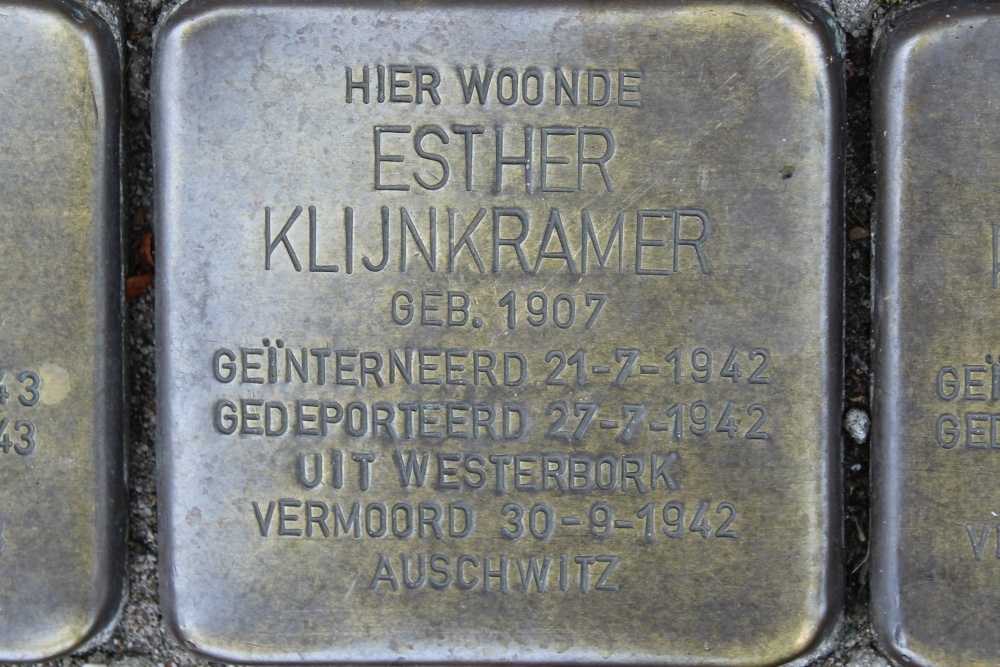 HIER WOONDE
ESTHER
KLIJNKRAMER
GEB. 1907
GEÏNTERNEERD 21-7-1942
GEDEPORTEERD 27-7-1942
UIT WESTERBORK
VERMOORD 30-9-1942
AUSCHWITZ